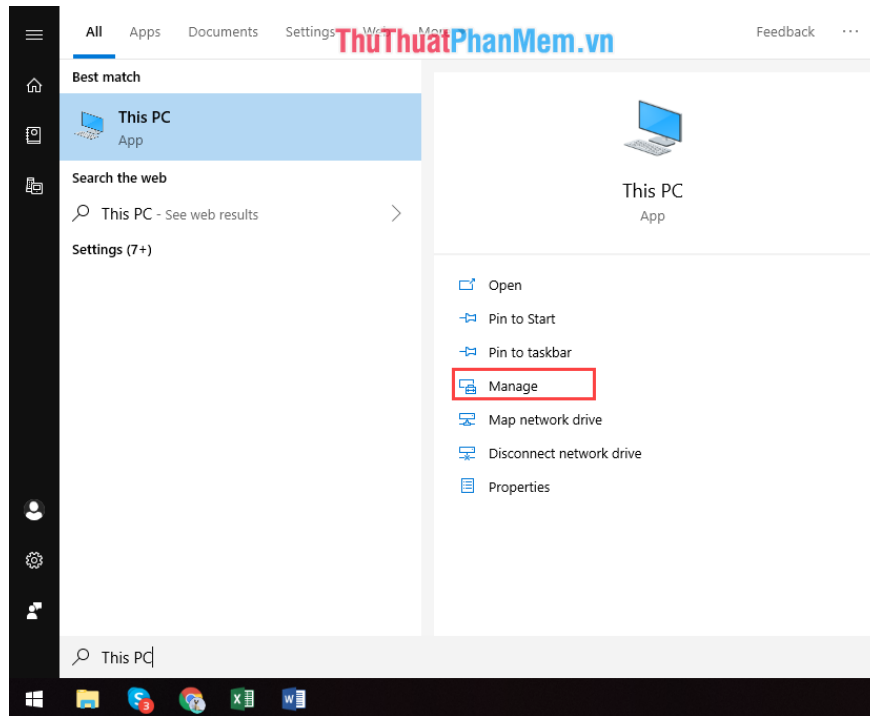 All Apps Documents Settings Feedback ...
ThuThuatPhanMem.vn
Best match
This PC
App
Search the web
This PC - See web results
Settings (7+)
This PC
App
Open
Pin to Start
Pin to taskbar
Manage
Map network drive
Disconnect network drive
Properties
This PC
3